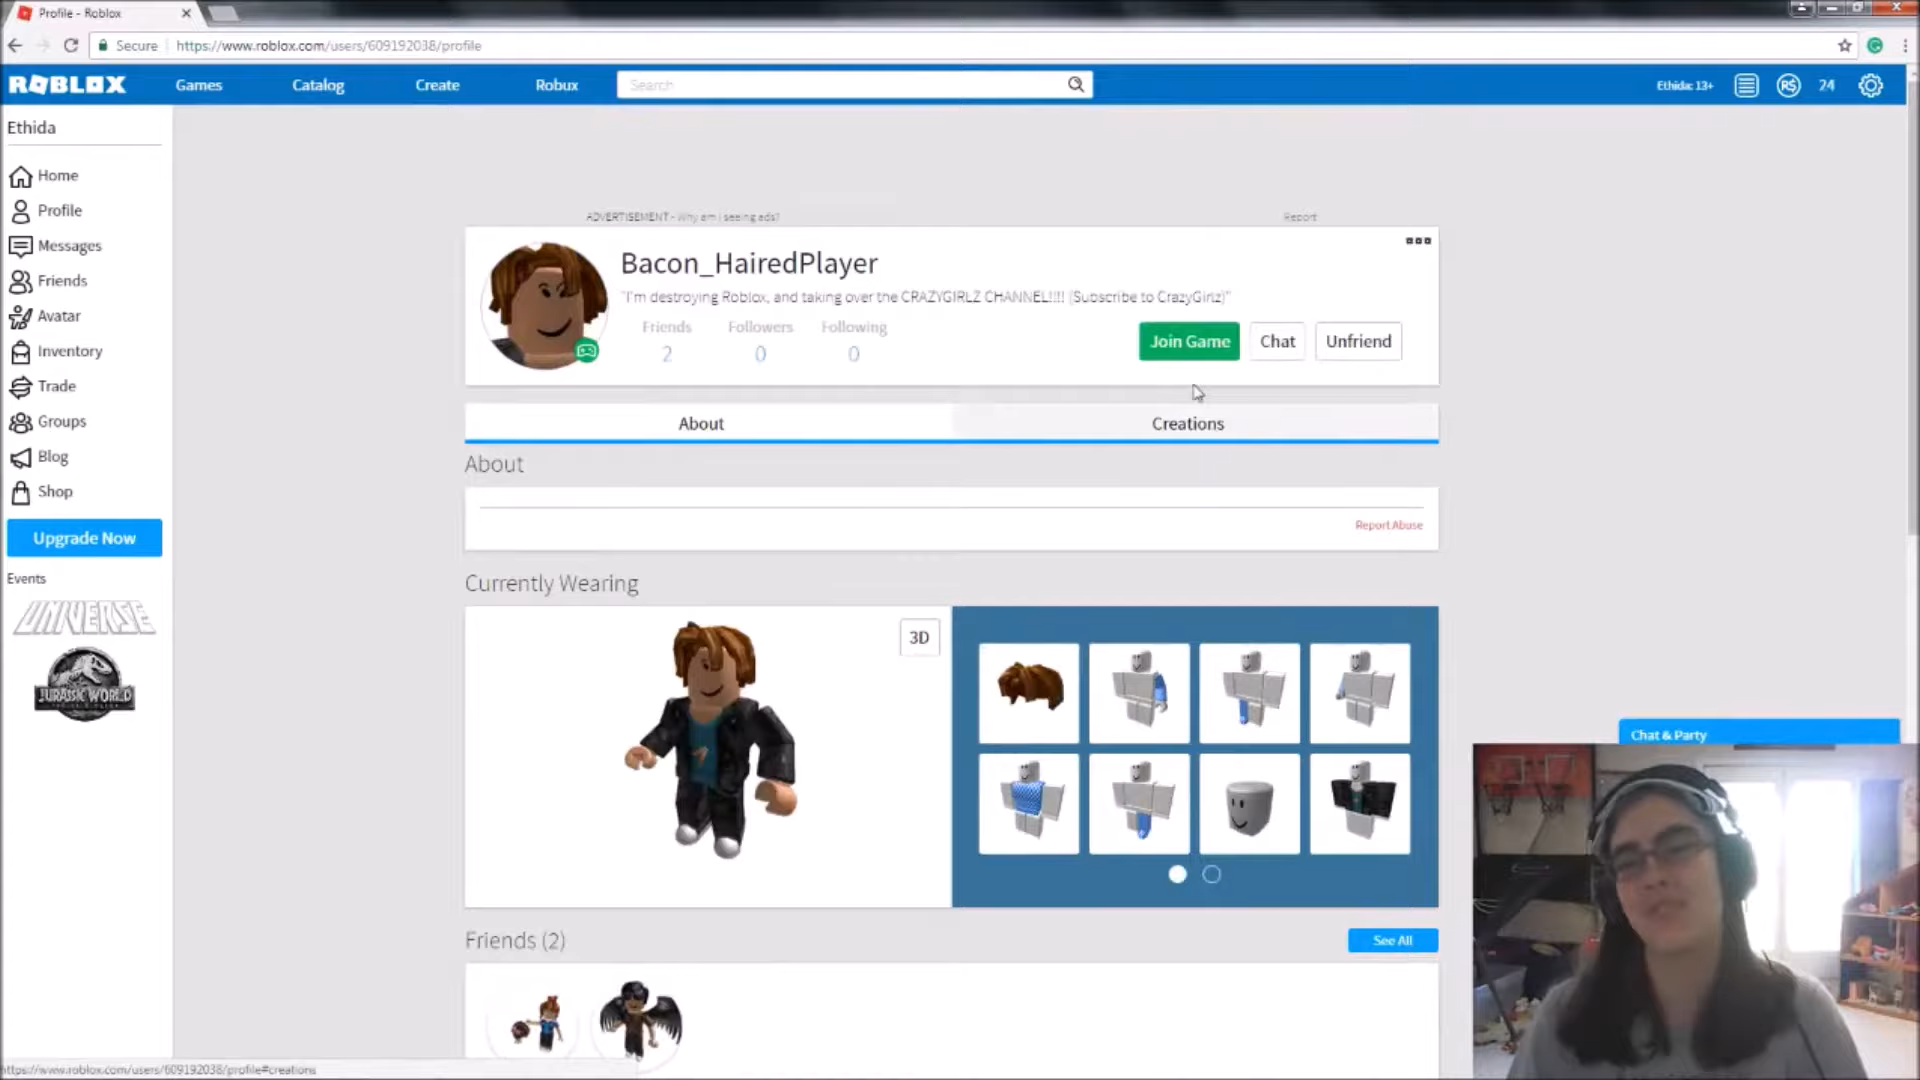 Profile - Roblox
Secure https://www.roblox.com/users/609192038/profile
ROBLOX Games Catalog Create Robux Search Ethida: 13+ R$ 24
Ethida
Home
Profile
Messages
Friends
Avatar
Inventory
Trade
Groups
Blog
Shop
Upgrade Now
Events
UNIVERSE
JURASSIC WORLD
ADVERTISEMENT - Why am I seeing ads? Report
Bacon_HairedPlayer
"I'm destroying Roblox, and taking over the CRAZYGIRLZ CHANNEL!!!! (Subscribe to CrazyGirlz)"
Friends Followers Following
2 0 0
Join Game Chat Unfriend
About Creations
About
Report Abuse
Currently Wearing
3D
Chat & Party
Friends (2) See All
https://www.roblox.com/users/609192038/profile#creations